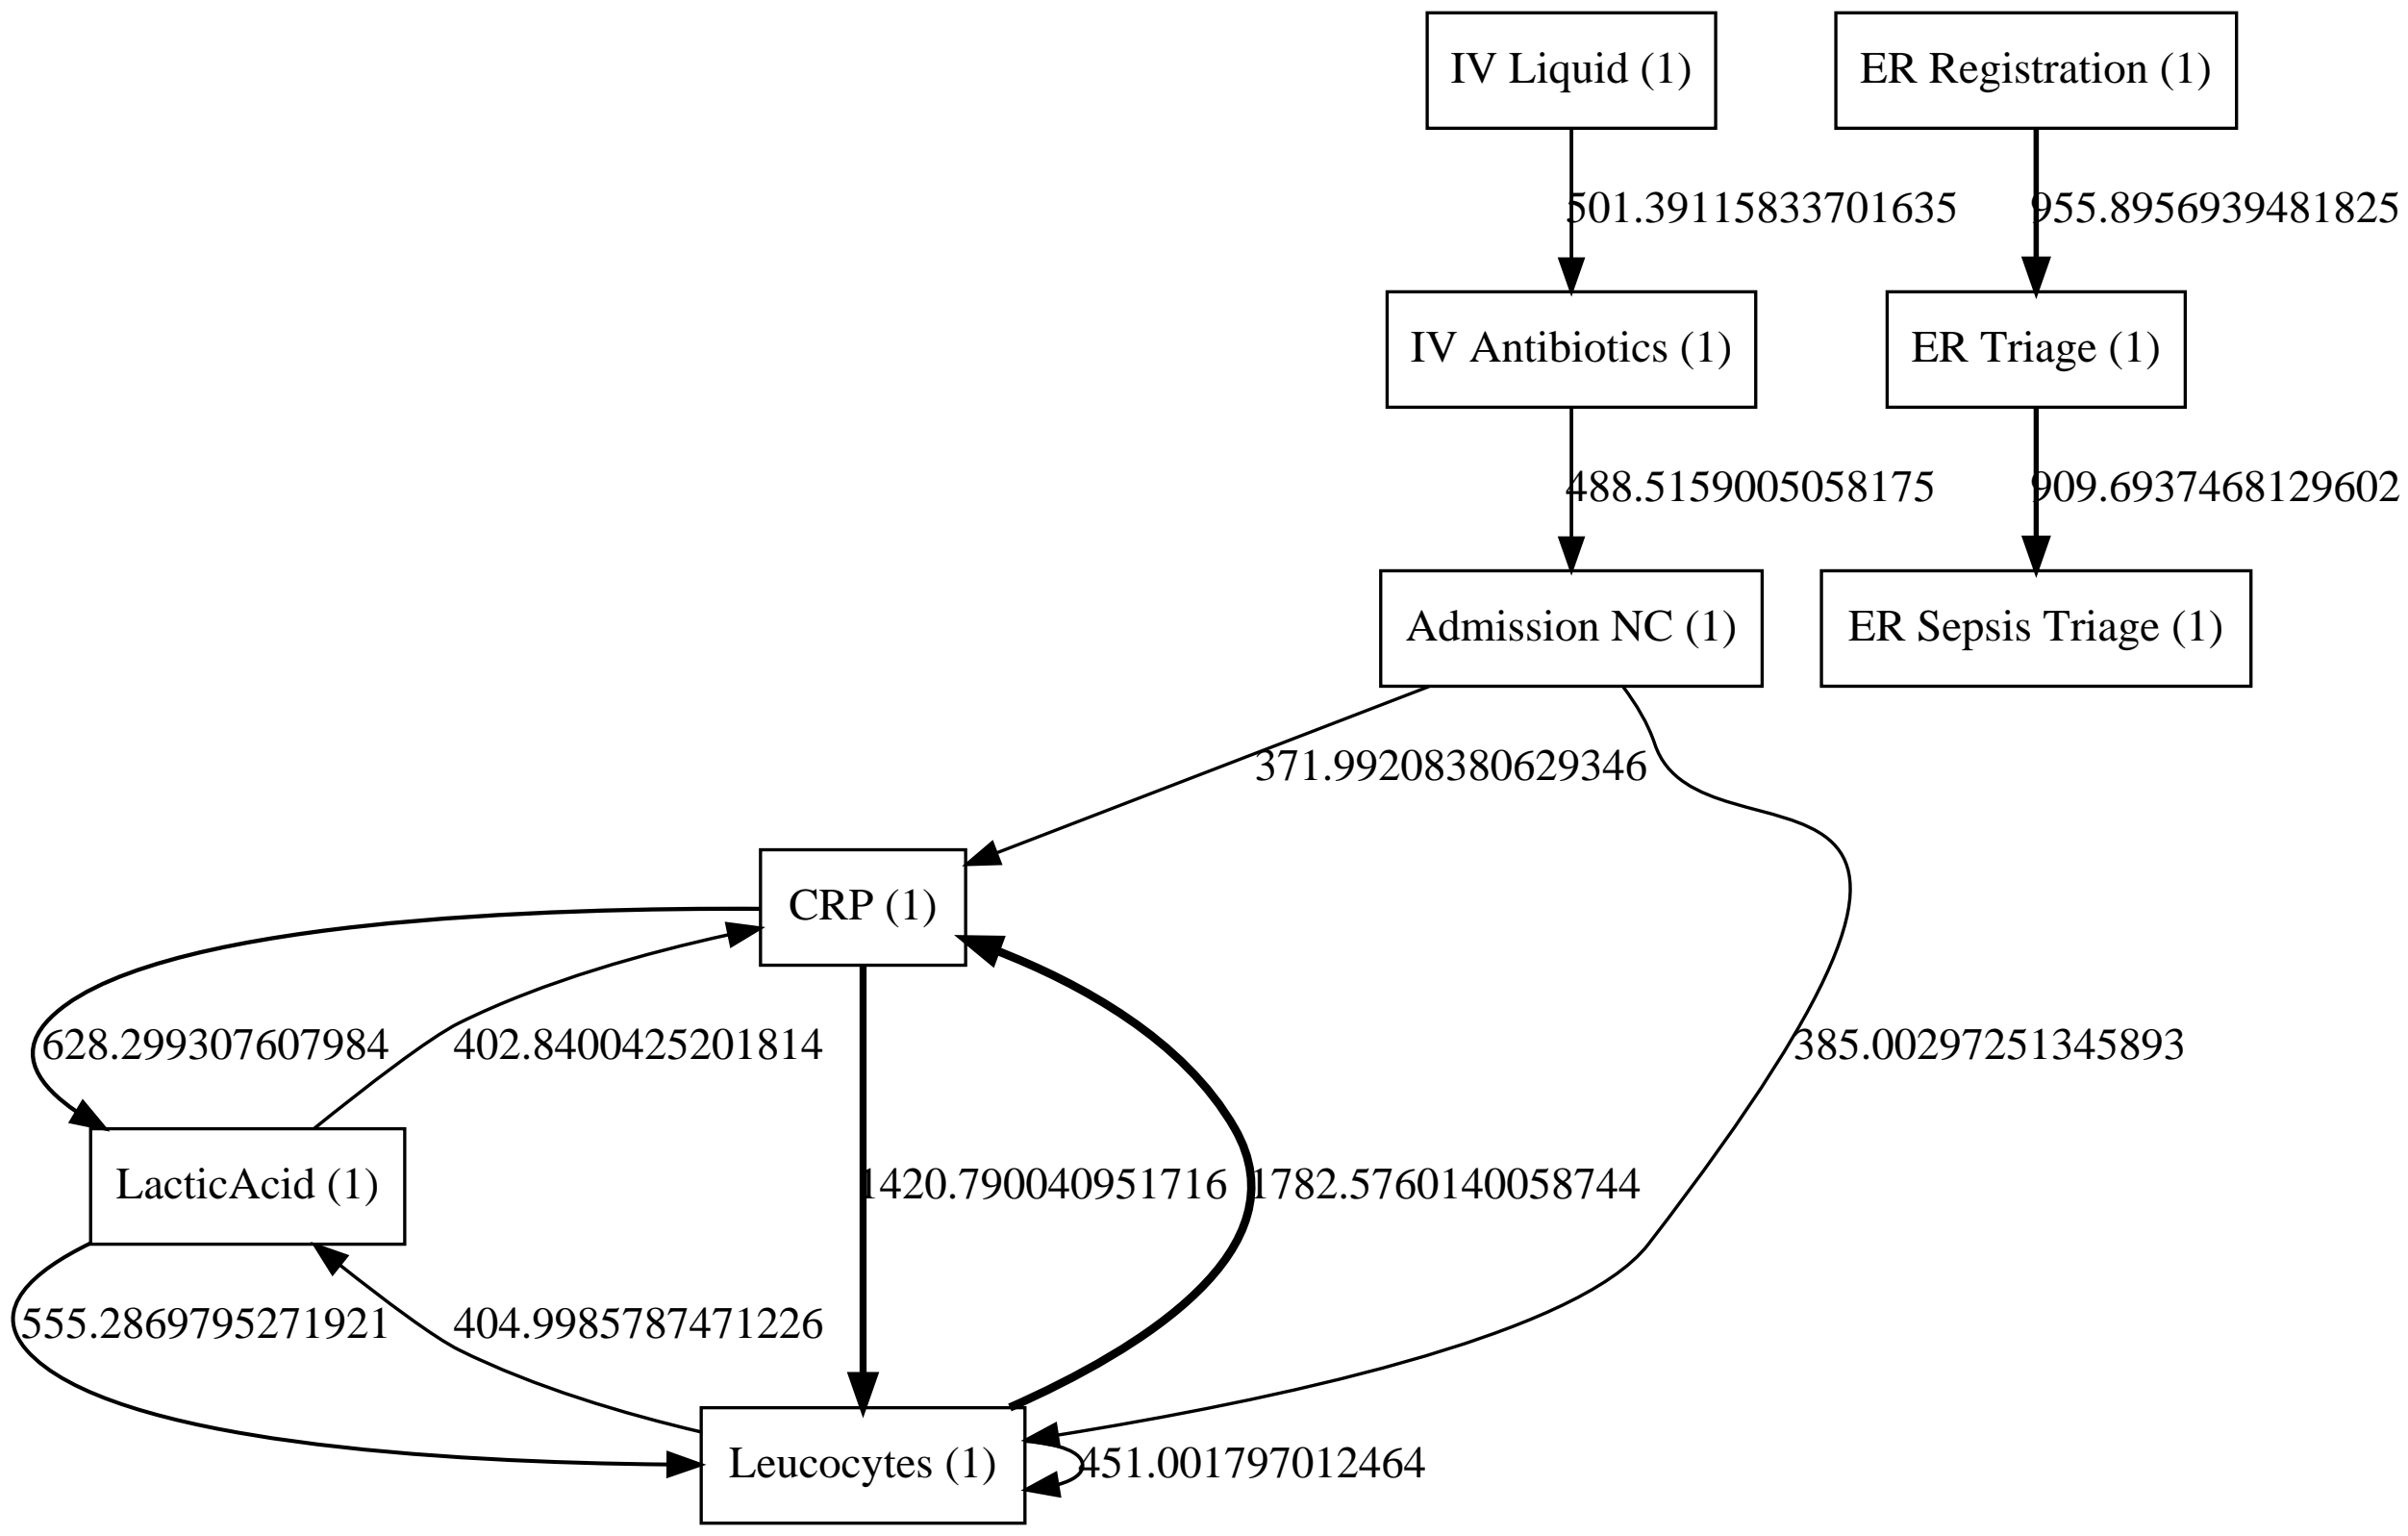 IV Liquid (1)
ER Registration (1)
501.39115833701635
955.8956939481825
IV Antibiotics (1)
ER Triage (1)
488.5159005058175
909.6937468129602
Admission NC (1)
ER Sepsis Triage (1)
371.99208380629346
CRP (1)
628.299307607984
402.8400425201814
385.00297251345893
LacticAcid (1)
1420.790040951716
1782.5760140058744
555.2869795271921
404.9985787471226
Leucocytes (1)
451.001797012464